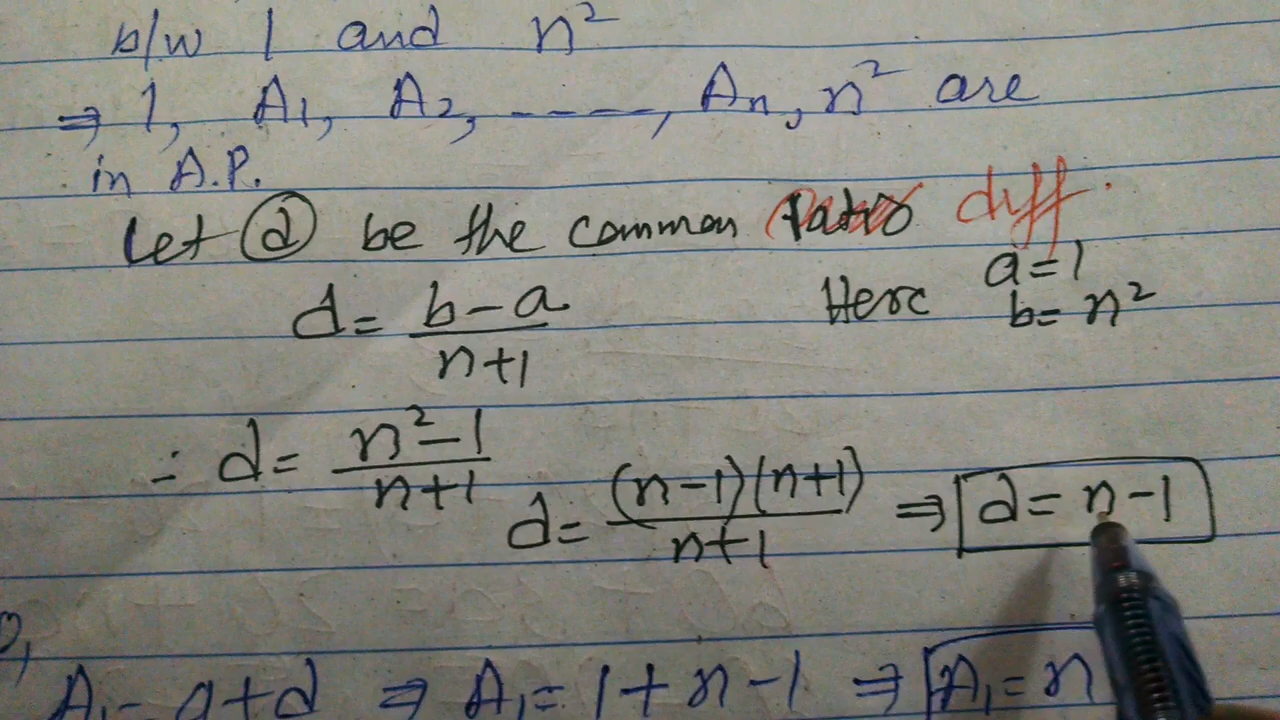 b/w 1 and n²
⇒ 1, A₁, A₂, ----, Aₙ, n² are
in A.P.
Let d be the common ratio diff.
Here a=1
b= n²
d= (b-a)/(n+1)
∴ d= (n²-1)/(n+1)
d= (n-1)(n+1)/(n+1) ⇒ d= n-1
A₁= a+d ⇒ A₁= 1+n-1 ⇒ A₁=n